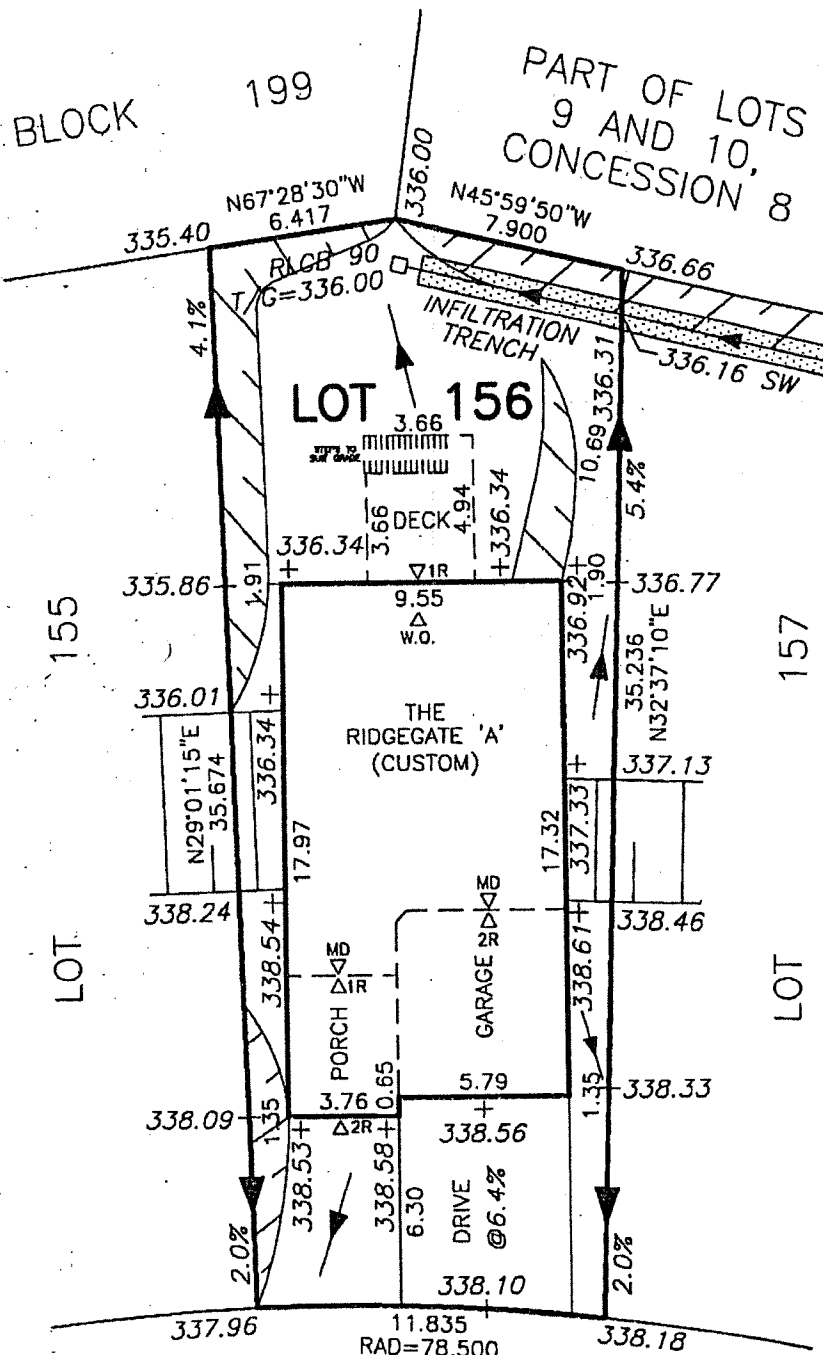 BLOCK 199
PART OF LOTS
9 AND 10,
CONCESSION 8
336.00
N67°28'30"W
6.417
N45°59'50"W
7.900
335.40
336.66
RLCB 90
T/G=336.00
INFILTRATION
TRENCH
336.16 SW
4.1%
336.31
10.69
5.4%
LOT 156
3.66
STEPS TO
SUIT GRADE
3.66
DECK
4.94
336.34
336.34
1R
9.55
W.O.
335.86
1.91
336.92
1.90
336.77
LOT 155
LOT 157
35.236
N32°37'10"E
336.01
336.34
THE
RIDGEGATE 'A'
(CUSTOM)
337.13
337.33
N29°01'15"E
35.674
17.97
17.32
338.24
338.54
MD
2R
338.61
338.46
MD
1R
PORCH
GARAGE
0.65
3.76
5.79
1.35
338.33
338.09
1.35
2R
338.56
338.53
338.58
6.30
DRIVE
@6.4%
2.0%
2.0%
338.10
337.96
11.835
RAD=78.500
338.18